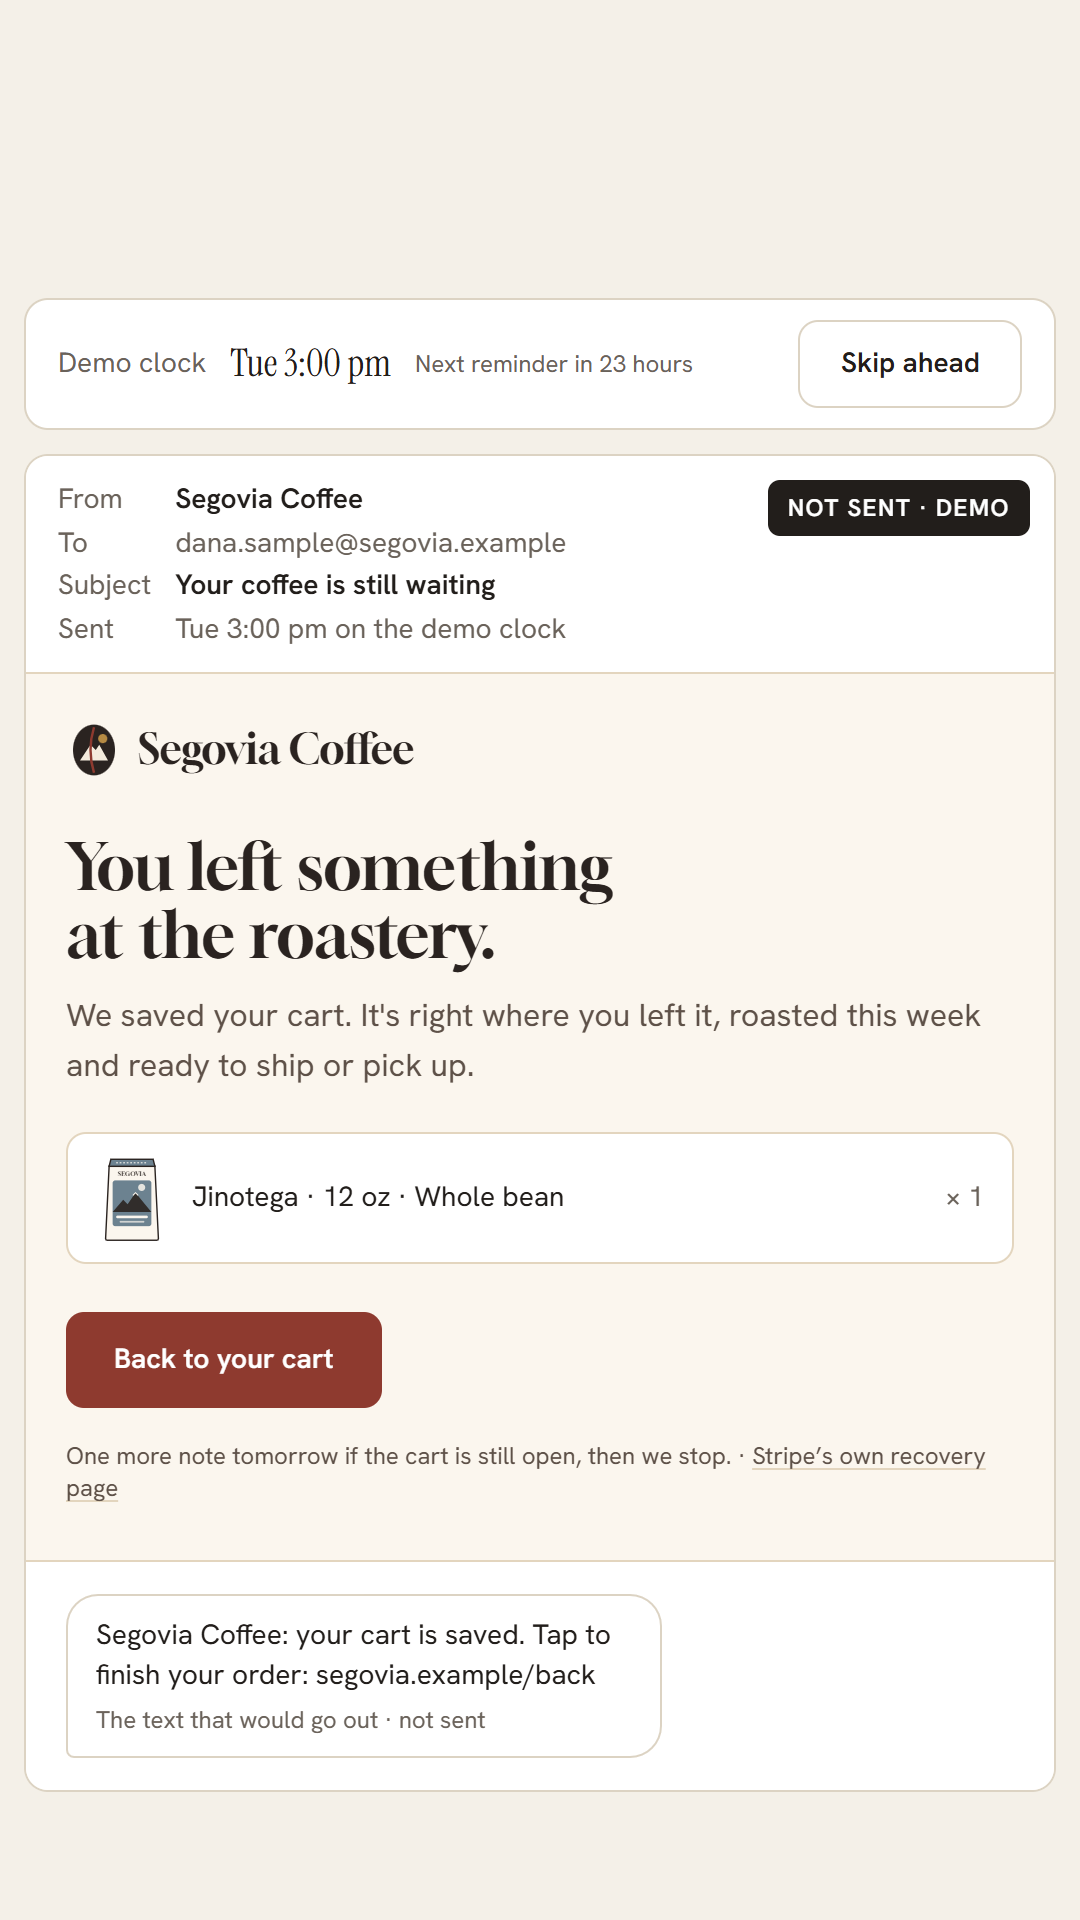 Demo clock Tue 3:00 pm Next reminder in 23 hours Skip ahead
From Segovia Coffee NOT SENT · DEMO
To dana.sample@segovia.example
Subject Your coffee is still waiting
Sent Tue 3:00 pm on the demo clock
Segovia Coffee
You left something
at the roastery.
We saved your cart. It's right where you left it, roasted this week
and ready to ship or pick up.
SEGOVIA
Jinotega · 12 oz · Whole bean × 1
Back to your cart
One more note tomorrow if the cart is still open, then we stop. · Stripe’s own recovery
page
Segovia Coffee: your cart is saved. Tap to
finish your order: segovia.example/back
The text that would go out · not sent